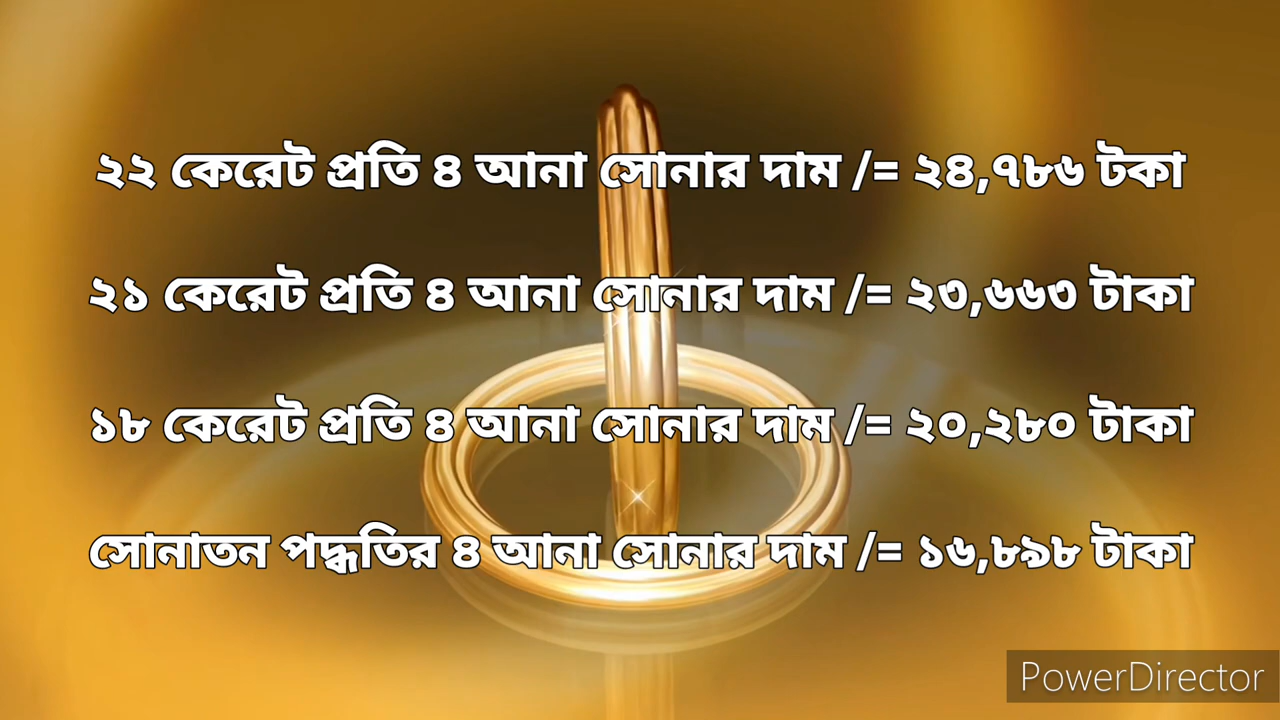 ২২ কেরেট প্রতি ৪ আনা সোনার দাম /= ২৪,৭৮৬ টকা
২১ কেরেট প্রতি ৪ আনা সোনার দাম /= ২৩,৬৬৩ টাকা
১৮ কেরেট প্রতি ৪ আনা সোনার দাম /= ২০,২৮০ টাকা
সোনাতন পদ্ধতির ৪ আনা সোনার দাম /= ১৬,৮৯৮ টাকা
PowerDirector